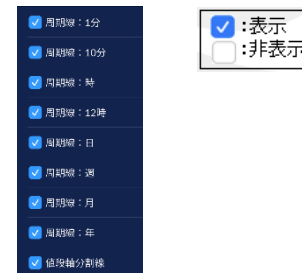 周期線：1分
周期線：10分
周期線：時
周期線：12時
周期線：日
周期線：週
周期線：月
周期線：年
値段軸分割線
:表示
:非表示